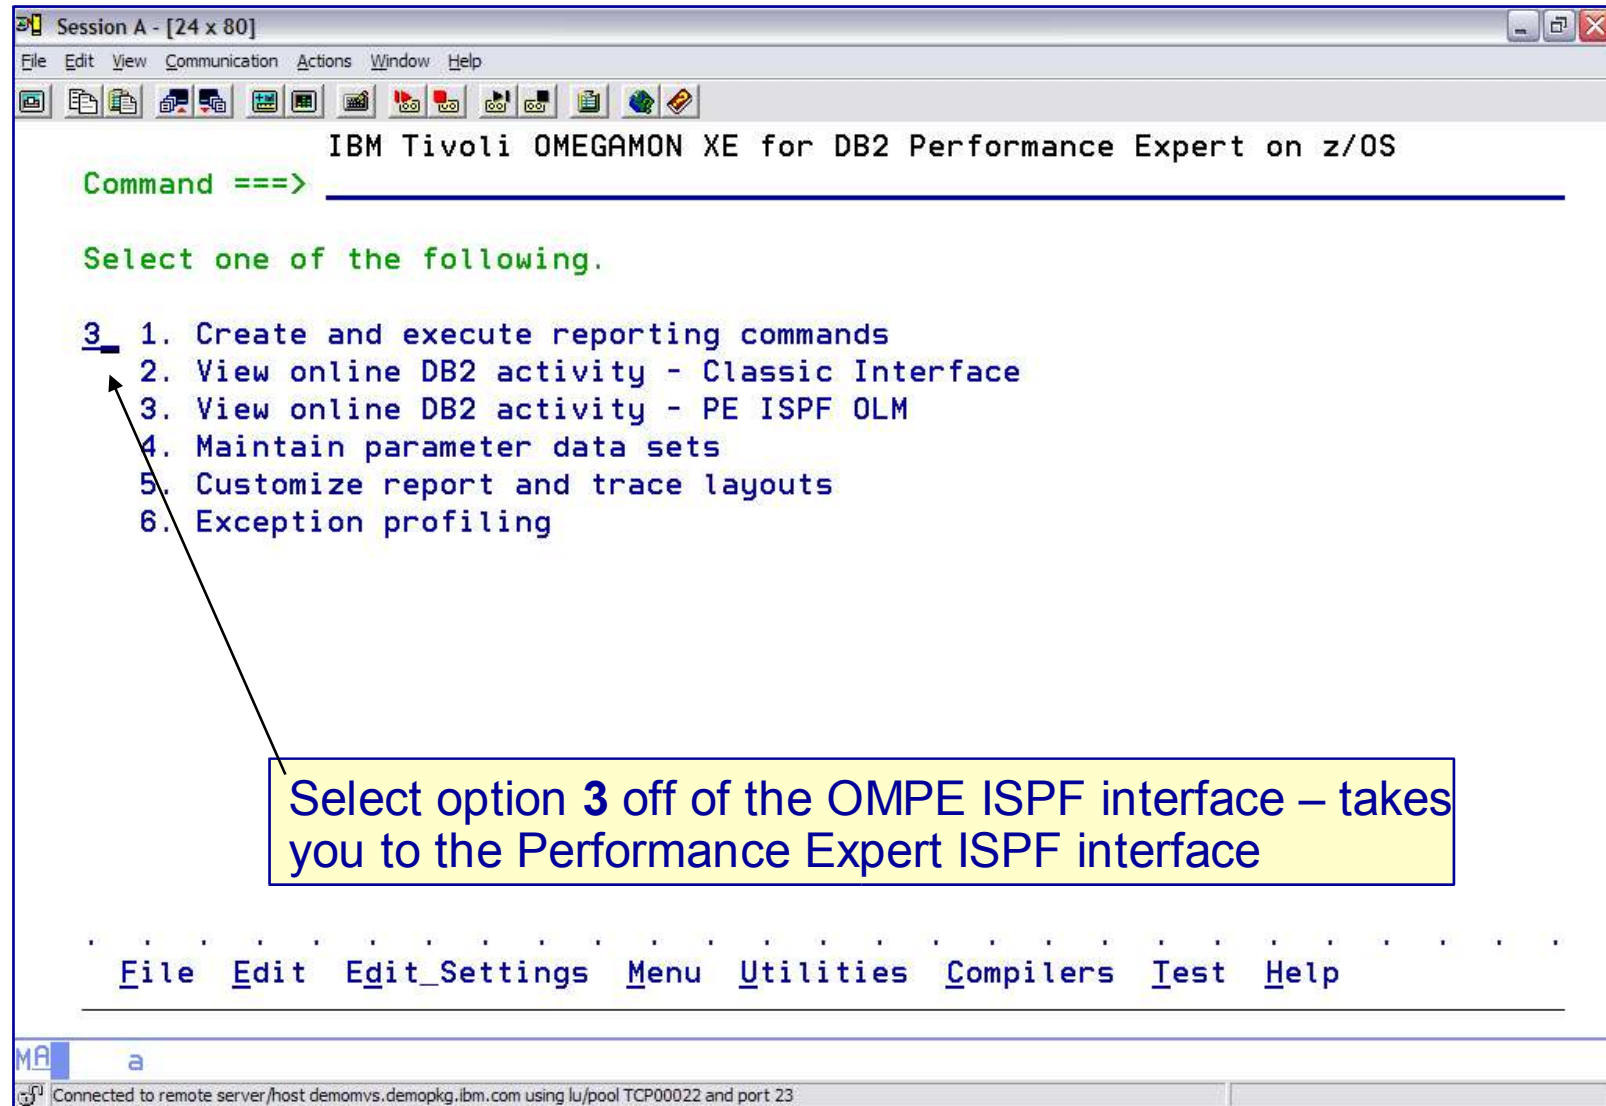 Session A - [24 x 80]
File Edit View Communication Actions Window Help
IBM Tivoli OMEGAMON XE for DB2 Performance Expert on z/OS
Command ===>
Select one of the following.
3_ 1. Create and execute reporting commands
2. View online DB2 activity - Classic Interface
3. View online DB2 activity - PE ISPF OLM
4. Maintain parameter data sets
5. Customize report and trace layouts
6. Exception profiling
Select option 3 off of the OMPE ISPF interface – takes
you to the Performance Expert ISPF interface
. . . . . . . . . . . . . . . . . . . . . . . . . . .
File Edit Edit_Settings Menu Utilities Compilers Test Help
MA a
Connected to remote server/host demomvs.demopkg.ibm.com using lu/pool TCP00022 and port 23